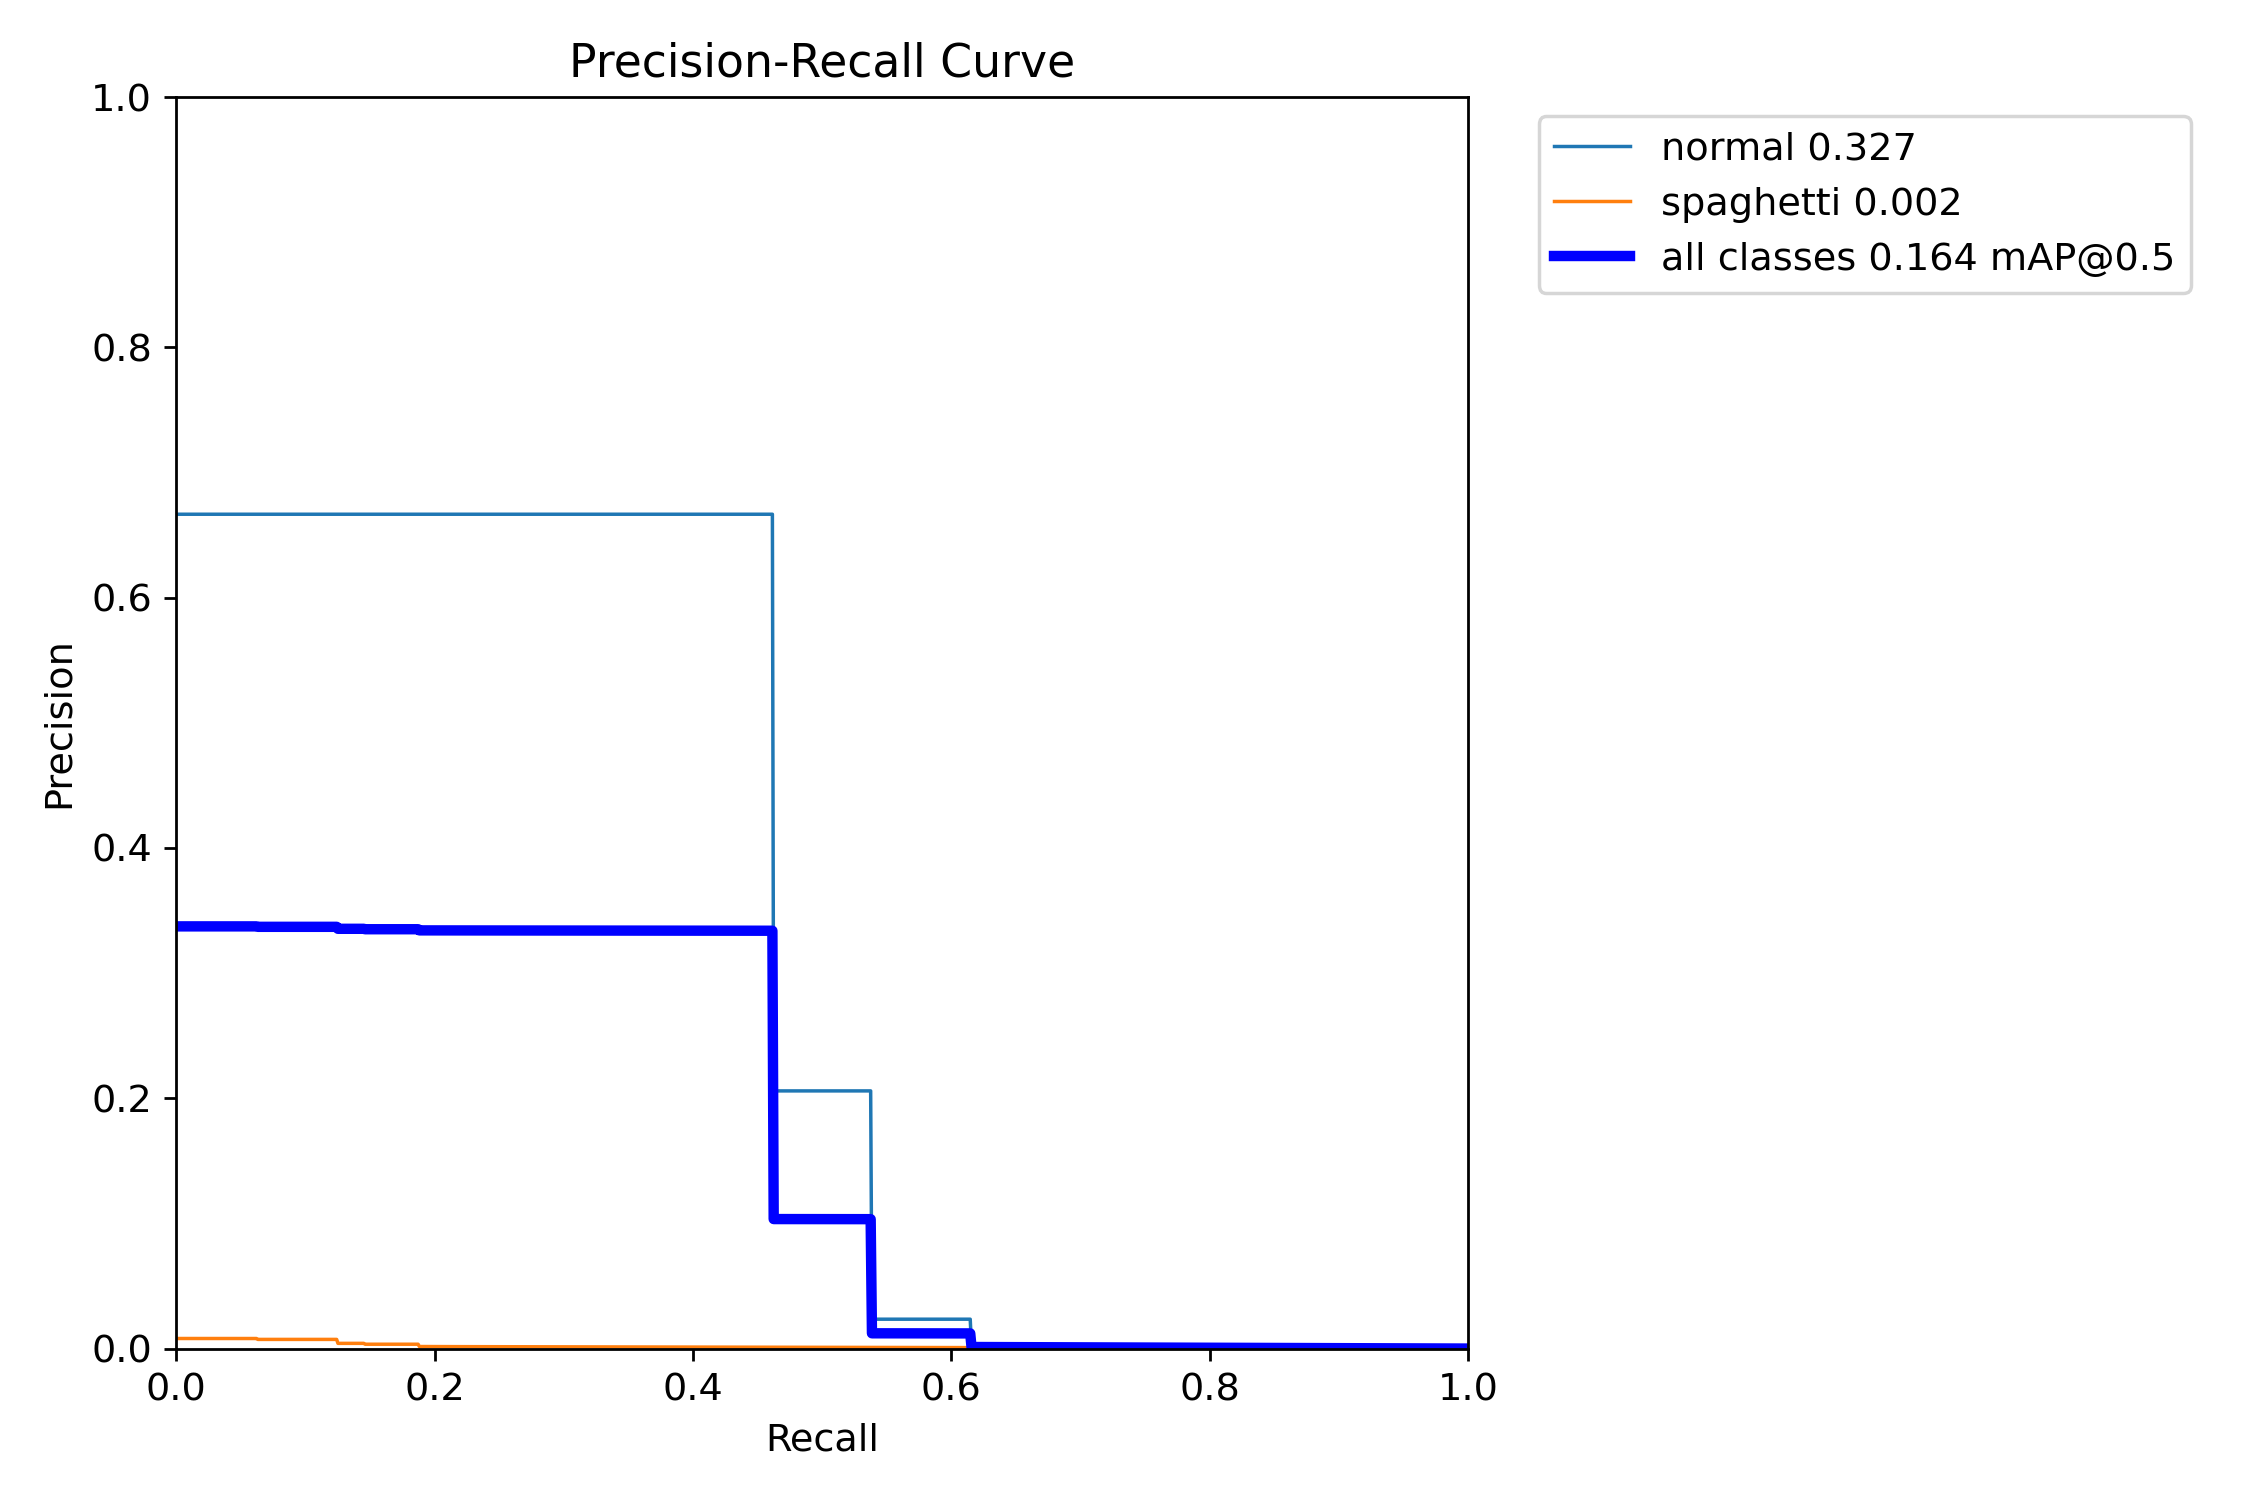 Precision-Recall Curve
1.0
0.8
0.6
0.4
0.2
0.0
Precision
0.0 0.2 0.4 0.6 0.8 1.0
Recall
normal 0.327
spaghetti 0.002
all classes 0.164 mAP@0.5